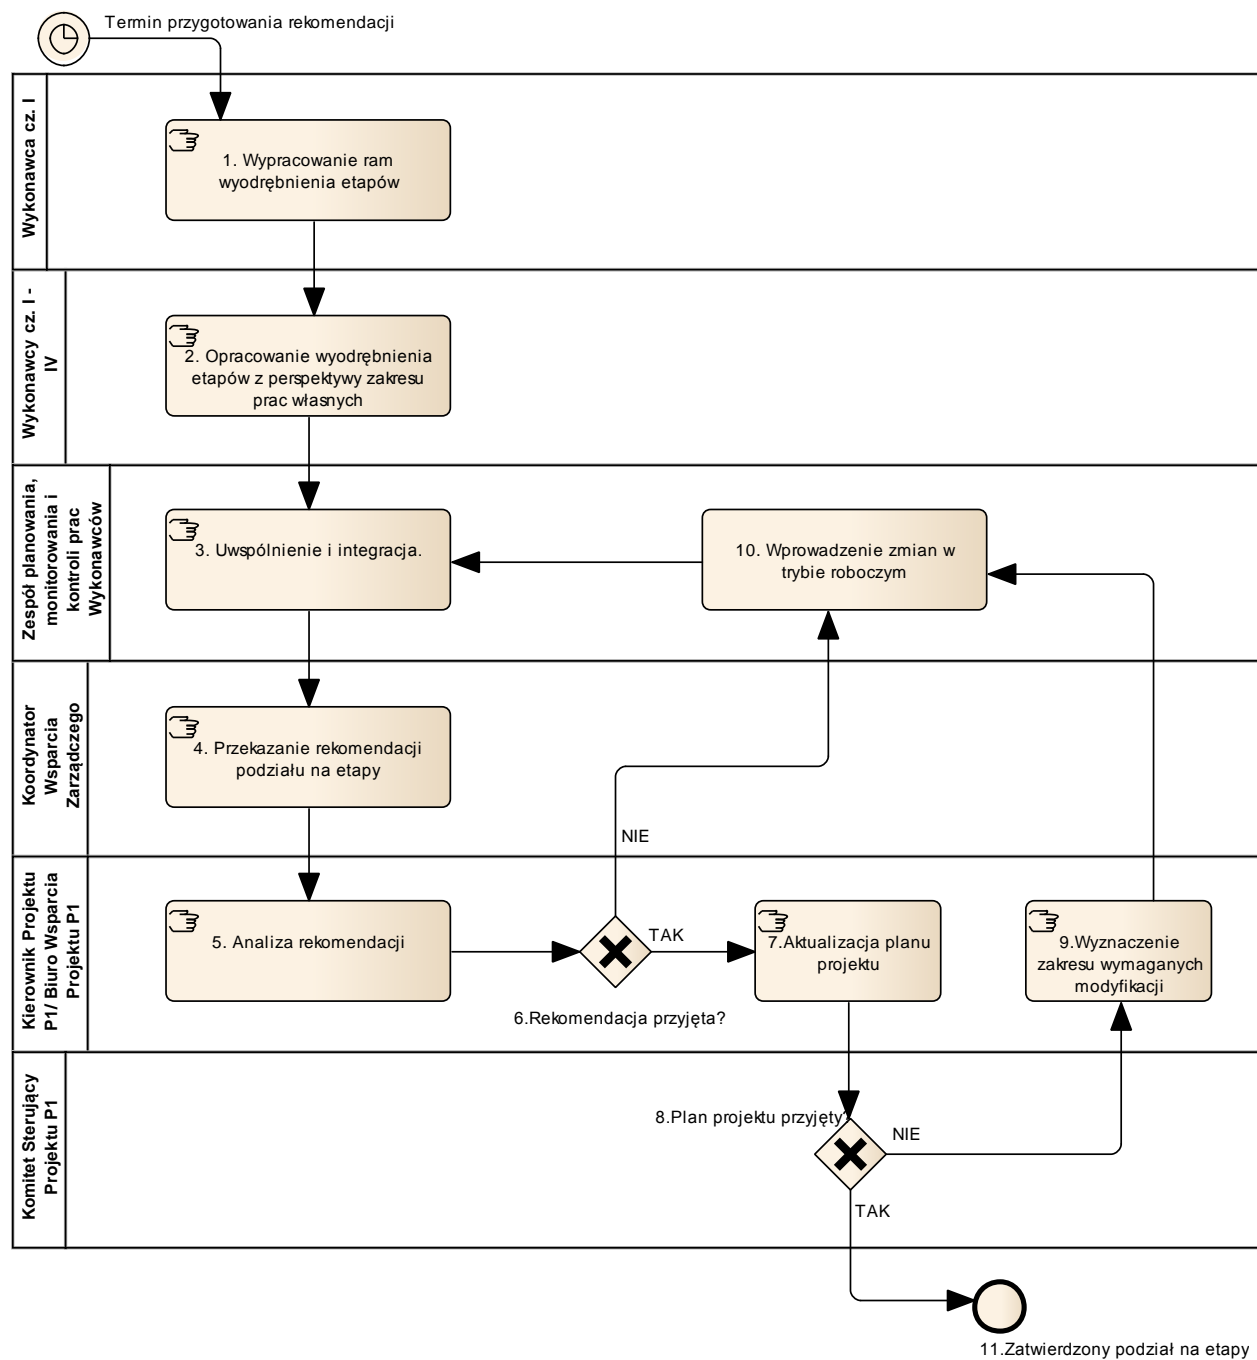 Termin przygotowania rekomendacji
Wykonawca cz. I
1. Wypracowanie ram
wyodrębnienia etapów
Wykonawcy cz. I -
IV
2. Opracowanie wyodrębnienia
etapów z perspektywy zakresu
prac własnych
Zespół planowania,
monitorowania i
kontroli prac
Wykonawców
3. Uwspólnienie i integracja.
10. Wprowadzenie zmian w
trybie roboczym
Koordynator
Wsparcia
Zarządczego
4. Przekazanie rekomendacji
podziału na etapy
NIE
Kierownik Projektu
P1/ Biuro Wsparcia
Projektu P1
5. Analiza rekomendacji
TAK
6.Rekomendacja przyjęta?
7.Aktualizacja planu
projektu
9.Wyznaczenie
zakresu wymaganych
modyfikacji
Komitet Sterujący
Projektu P1
8.Plan projektu przyjęty?
NIE
TAK
11.Zatwierdzony podział na etapy